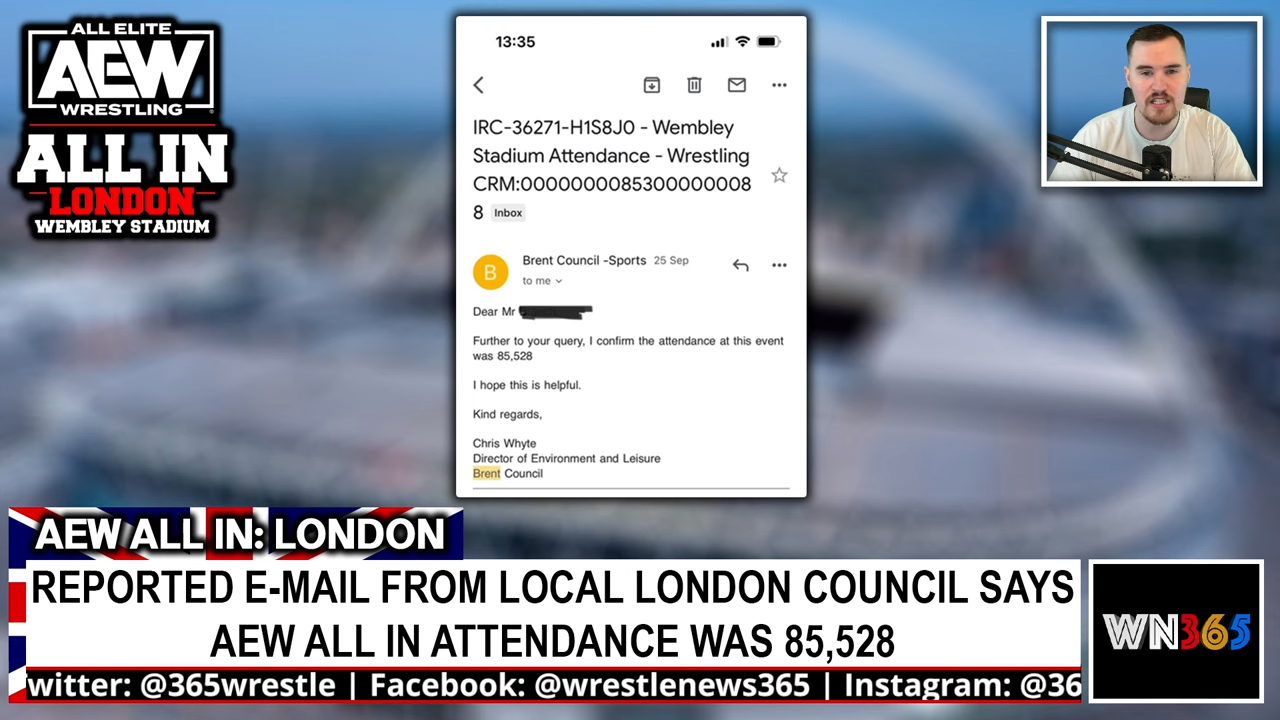 ALL ELITE
AEW
WRESTLING
ALL IN
LONDON
WEMBLEY STADIUM
13:35
IRC-36271-H1S8J0 - Wembley
Stadium Attendance - Wrestling
CRM:0000000085300000008
8 Inbox
B
Brent Council -Sports 25 Sep
to me
Dear Mr
Further to your query, I confirm the attendance at this event
was 85,528
I hope this is helpful.
Kind regards,
Chris Whyte
Director of Environment and Leisure
Brent Council
AEW ALL IN: LONDON
REPORTED E-MAIL FROM LOCAL LONDON COUNCIL SAYS
AEW ALL IN ATTENDANCE WAS 85,528
WN365
witter: @365wrestle | Facebook: @wrestlenews365 | Instagram: @36